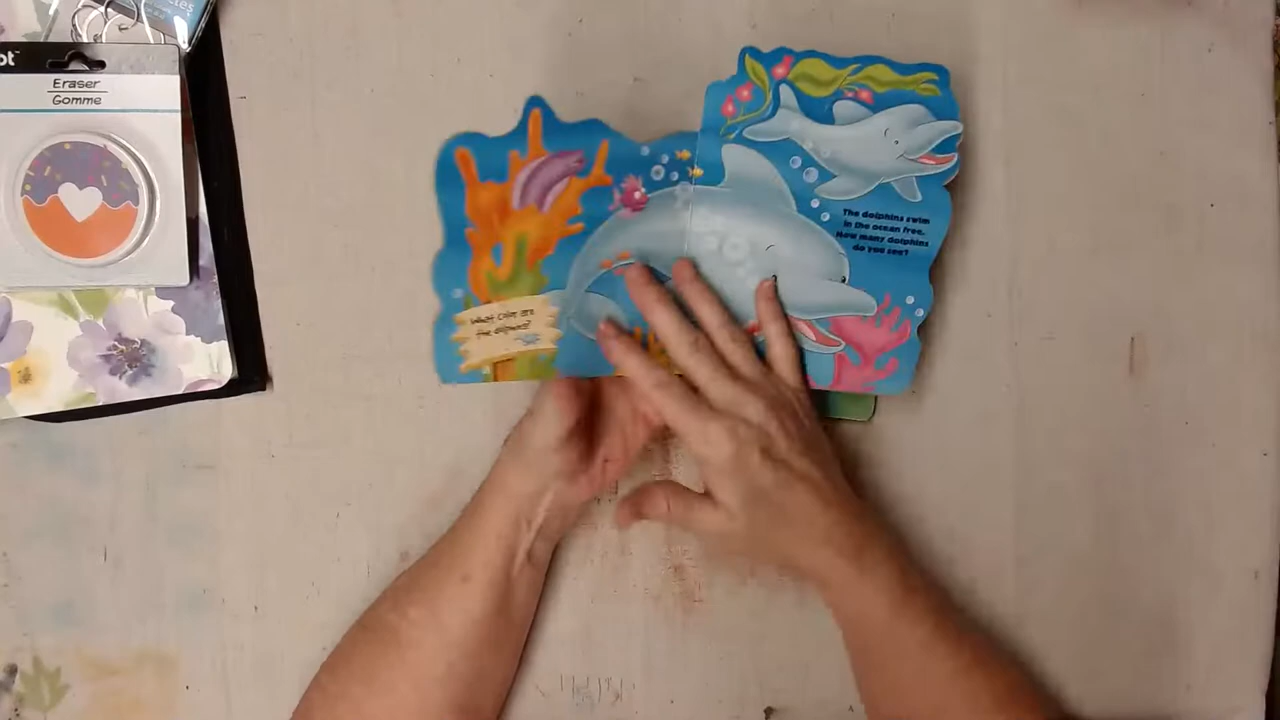 Eraser
Gomme
The dolphins swim
in the ocean free.
How many dolphins
do you see?
What color are
the dolphins?